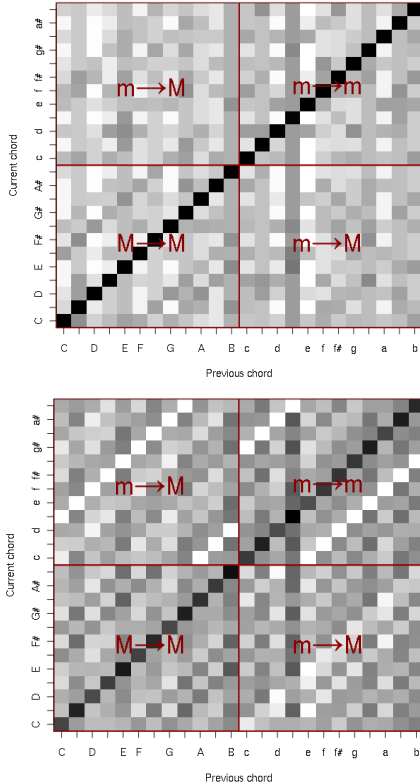 a#
g#
m→M
m→m
f#
f
e
d
c
Current chord
A#
G#
F#
M→M
m→M
E
D
C
C D E F G A B c d e f f# g a b
Previous chord
a#
g#
m→M
m→m
f#
f
e
d
c
Current chord
A#
G#
F#
M→M
m→M
E
D
C
C D E F G A B c d e f f# g a b
Previous chord